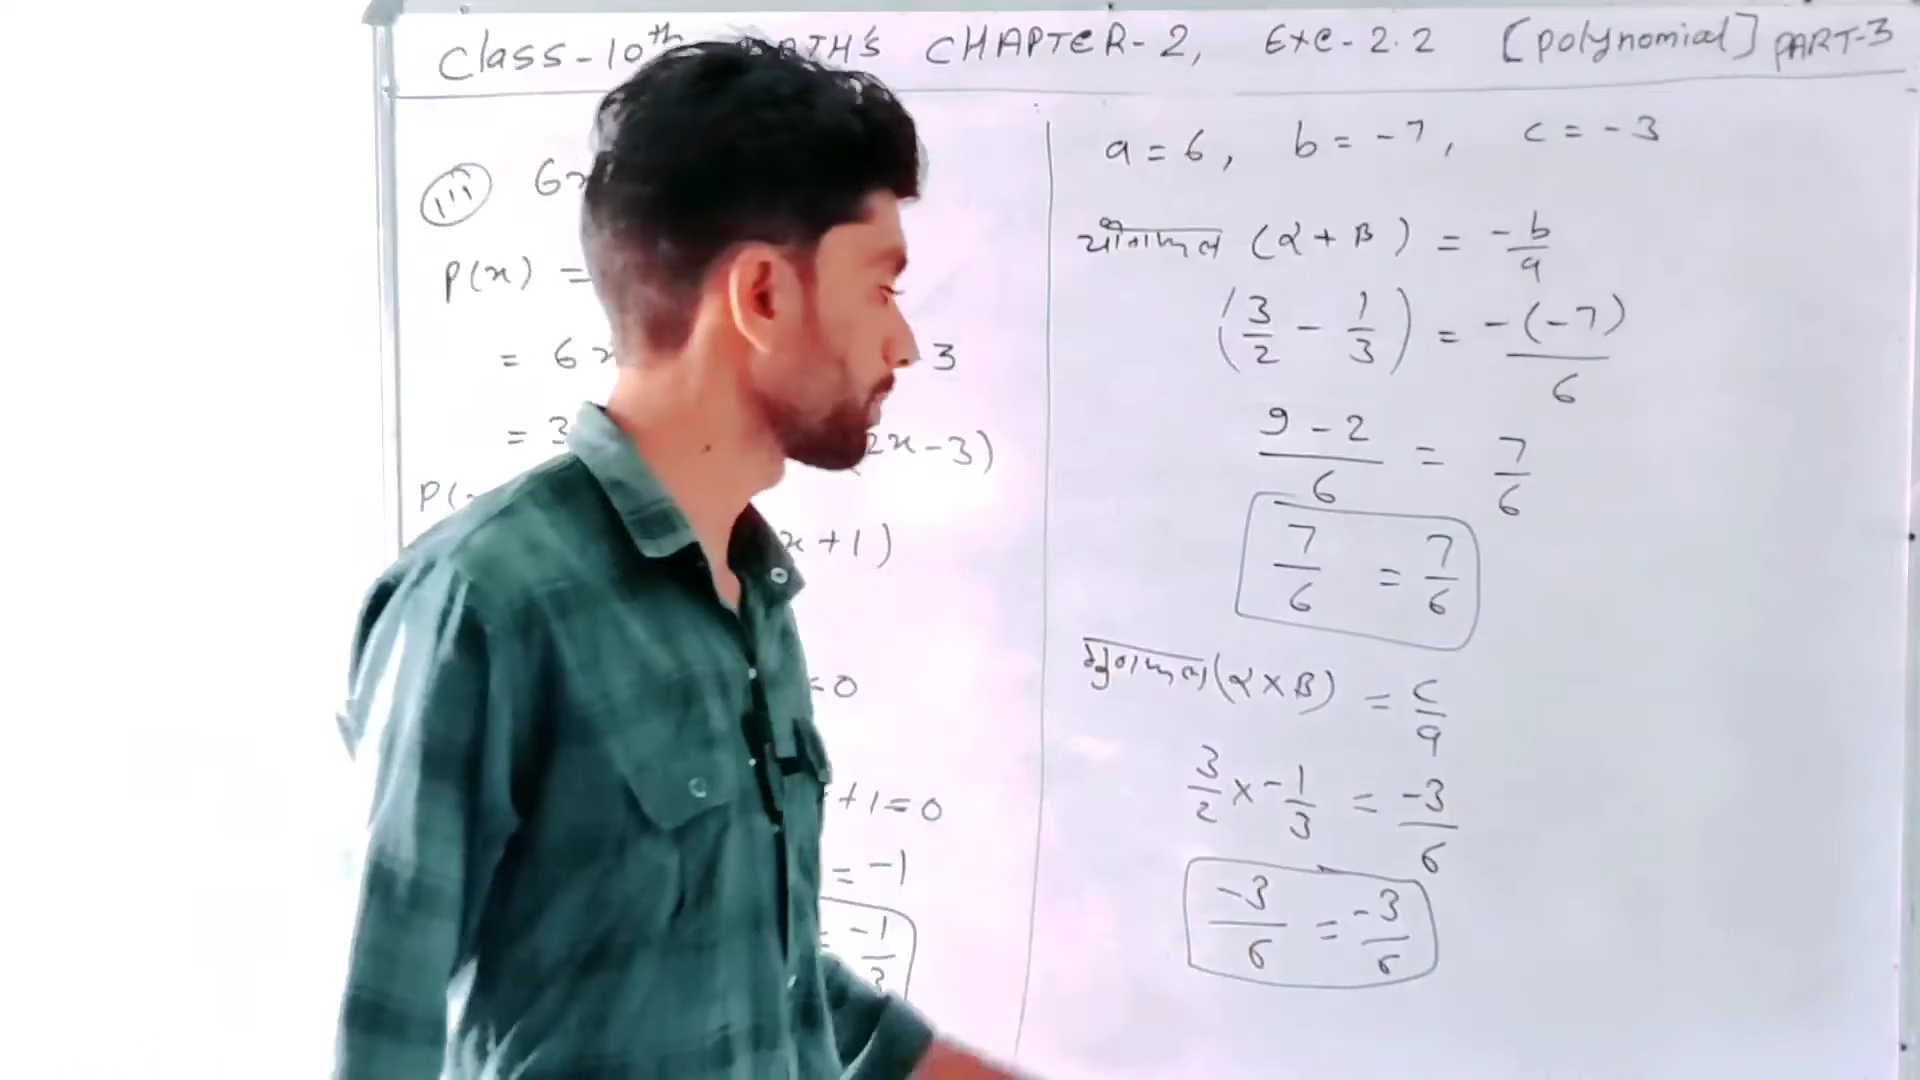 Class-10th MATH'S CHAPTER-2, Exe-2.2 [polynomial] PART-3
(iii) 6x
P(x) =
= 6x 3
= 3 (2x-3)
P( x+1)
=0
+1=0
= -1
= -1/3
a=6, b=-7, c=-3
योगफल (α+β) = -b/a
(3/2 - 1/3) = -(-7)/6
9-2/6 = 7/6
7/6 = 7/6
गुणनफल (α×β) = c/a
3/2 × -1/3 = -3/6
-3/6 = -3/6